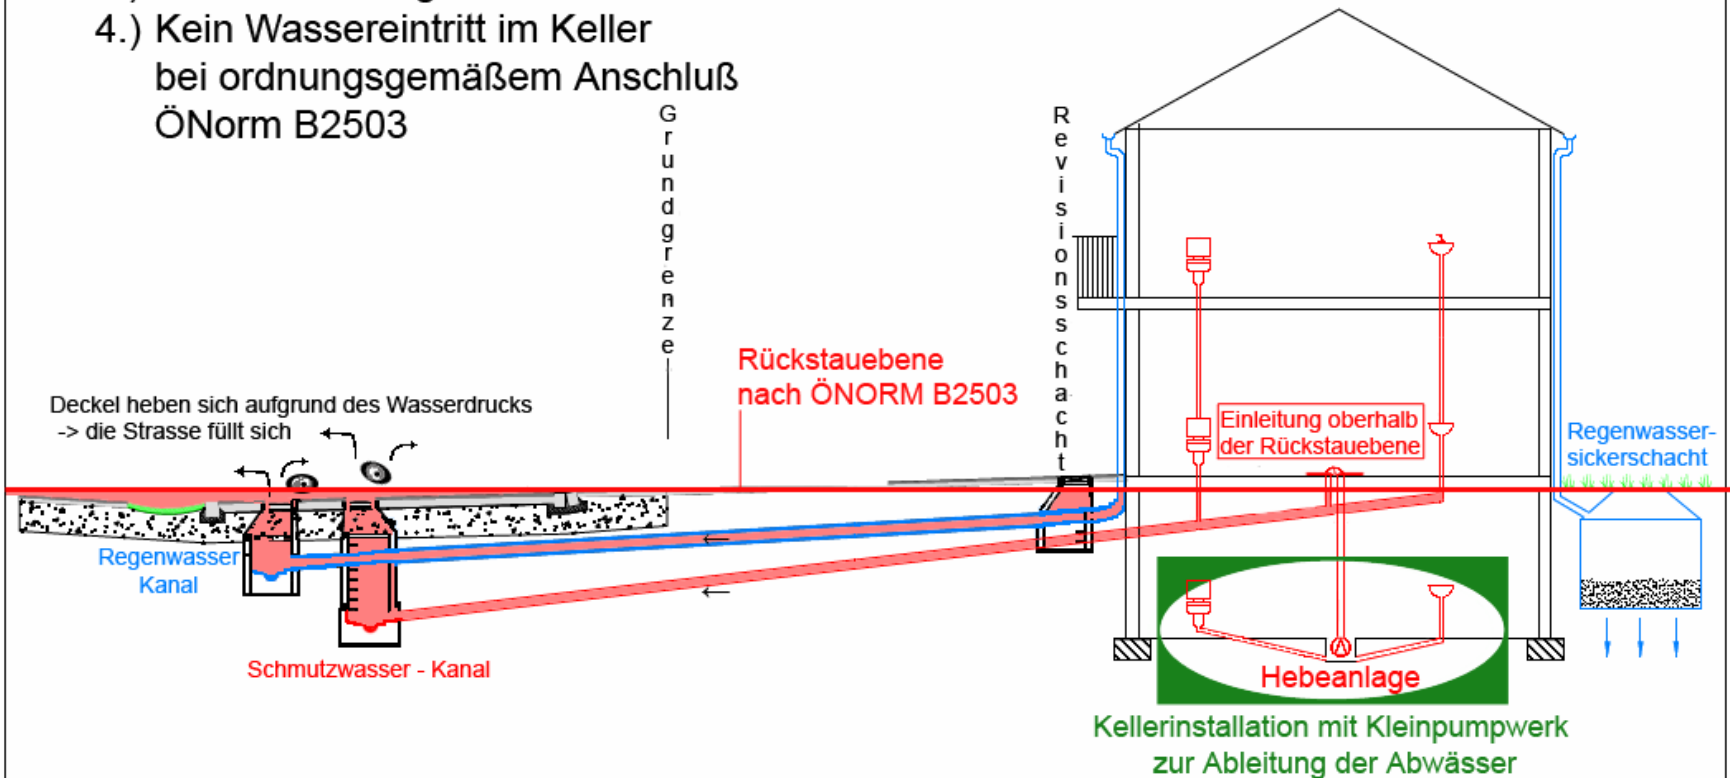 4.) Kein Wassereintritt im Keller
bei ordnungsgemäßem Anschluß
ÖNorm B2503
Grundgrenze
Revisionsschacht
Rückstauebene
nach ÖNORM B2503
Deckel heben sich aufgrund des Wasserdrucks
-> die Strasse füllt sich
Einleitung oberhalb
der Rückstauebene
Regenwasser-
sickerschacht
Regenwasser
Kanal
Schmutzwasser - Kanal
Hebeanlage
Kellerinstallation mit Kleinpumpwerk
zur Ableitung der Abwässer